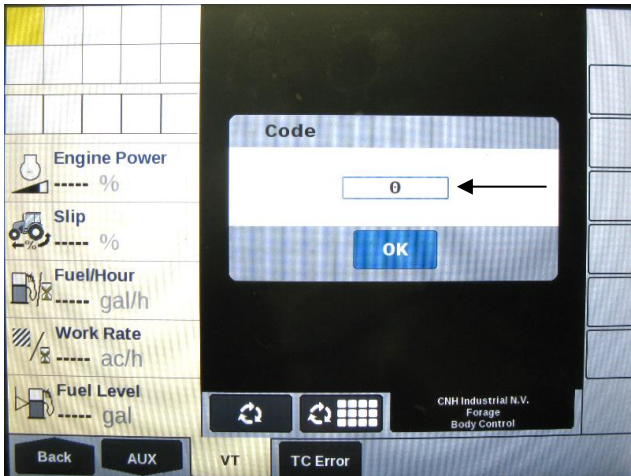 Code
0
OK
Engine Power
----- %
Slip
----- %
%
Fuel/Hour
----- gal/h
Work Rate
----- ac/h
Fuel Level
----- gal
CNH Industrial N.V.
Forage
Body Control
Back
AUX
VT
TC Error